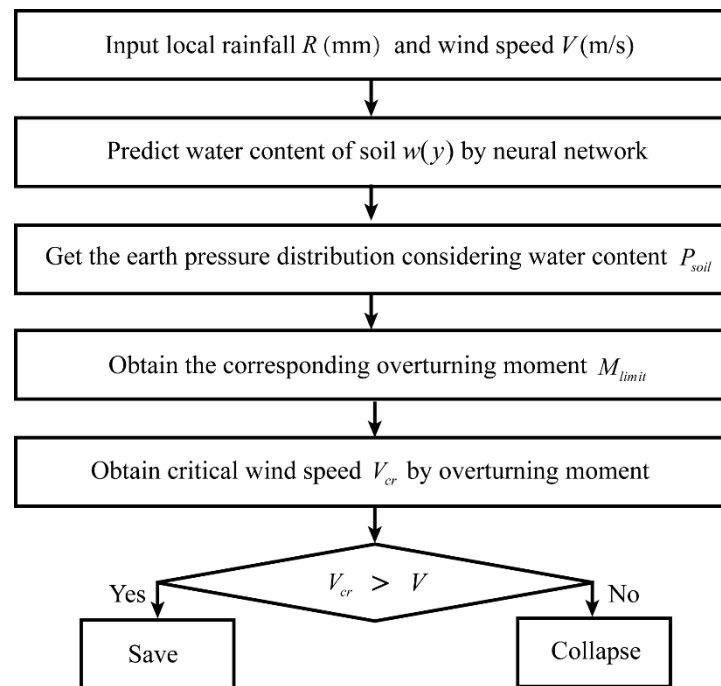 Input local rainfall R (mm) and wind speed V(m/s)
Predict water content of soil w(y) by neural network
Get the earth pressure distribution considering water content P_soil
Obtain the corresponding overturning moment M_limit
Obtain critical wind speed V_cr by overturning moment
V_cr > V
Yes
No
Save
Collapse